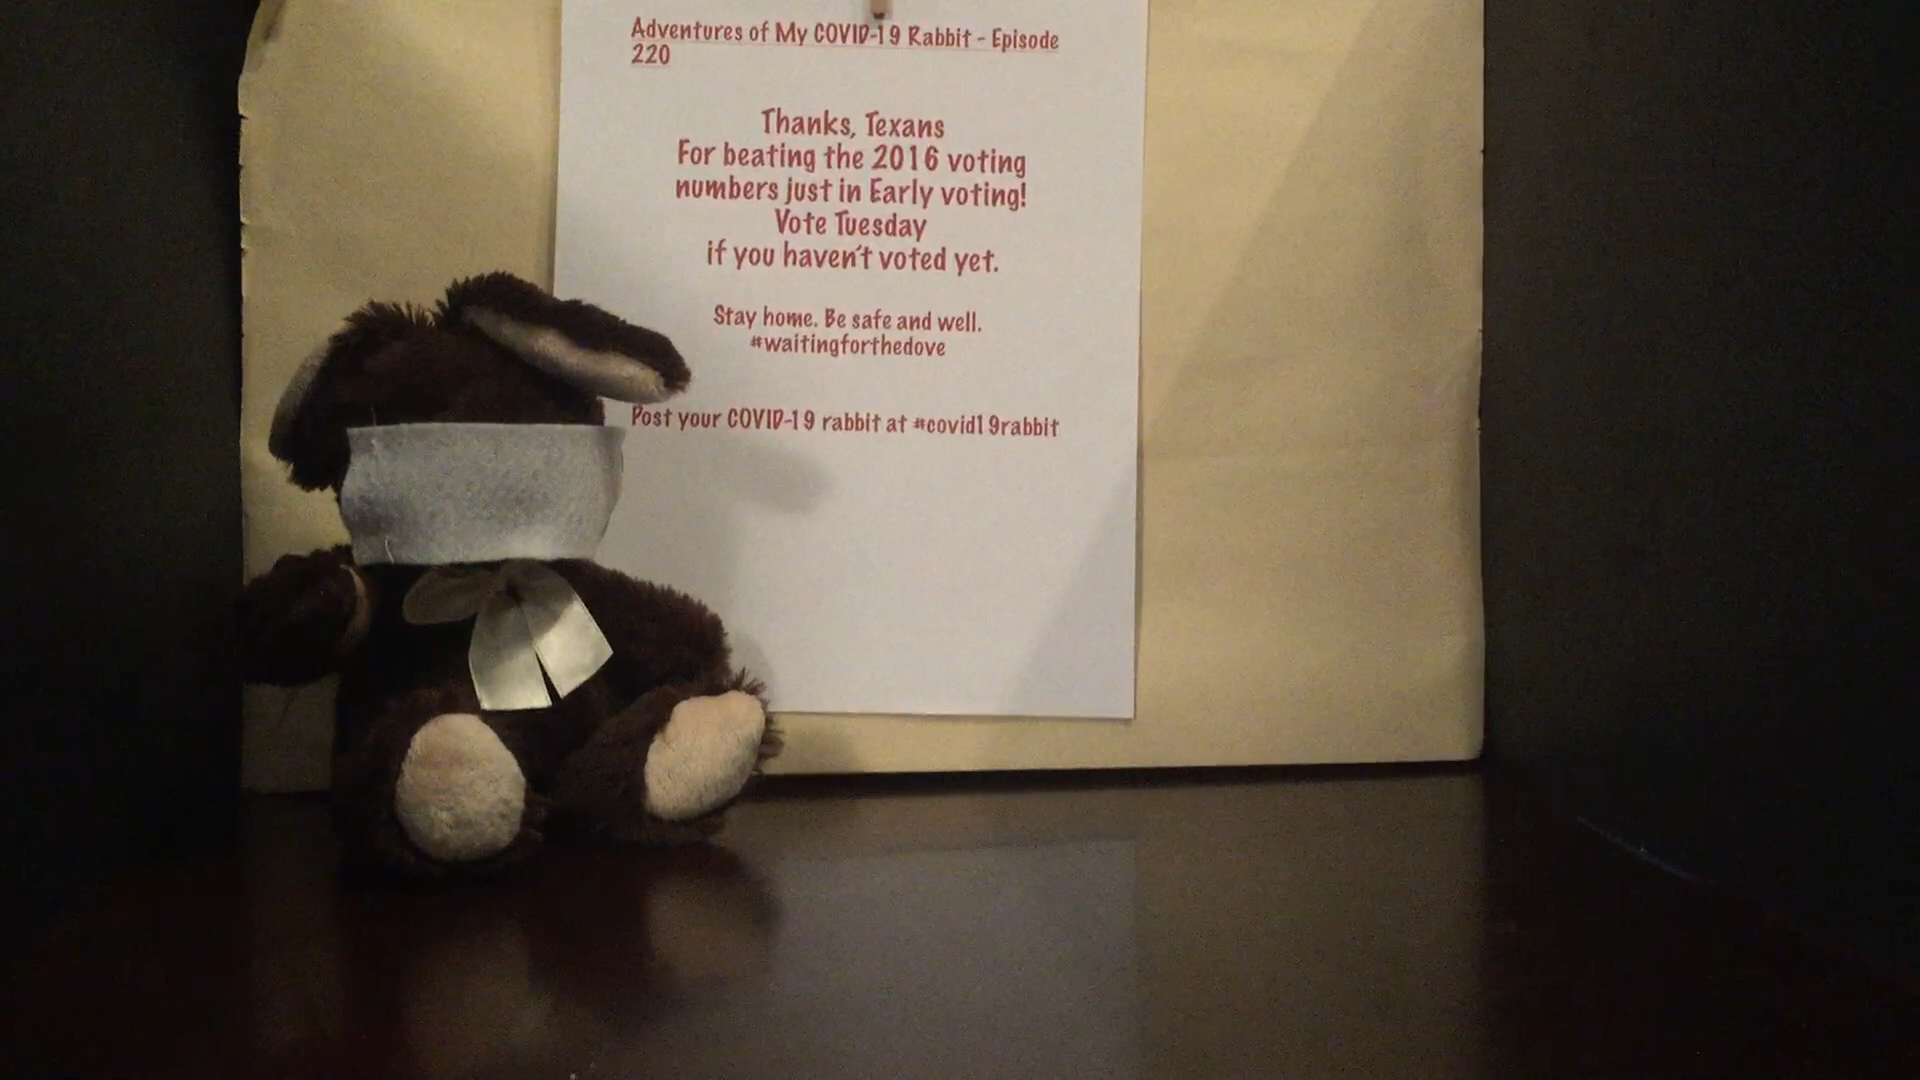 Adventures of My COVID-19 Rabbit - Episode
220
Thanks, Texans
For beating the 2016 voting
numbers just in Early voting!
Vote Tuesday
if you haven't voted yet.
Stay home. Be safe and well.
#waitingforthedove
Post your COVID-19 rabbit at #covid19rabbit